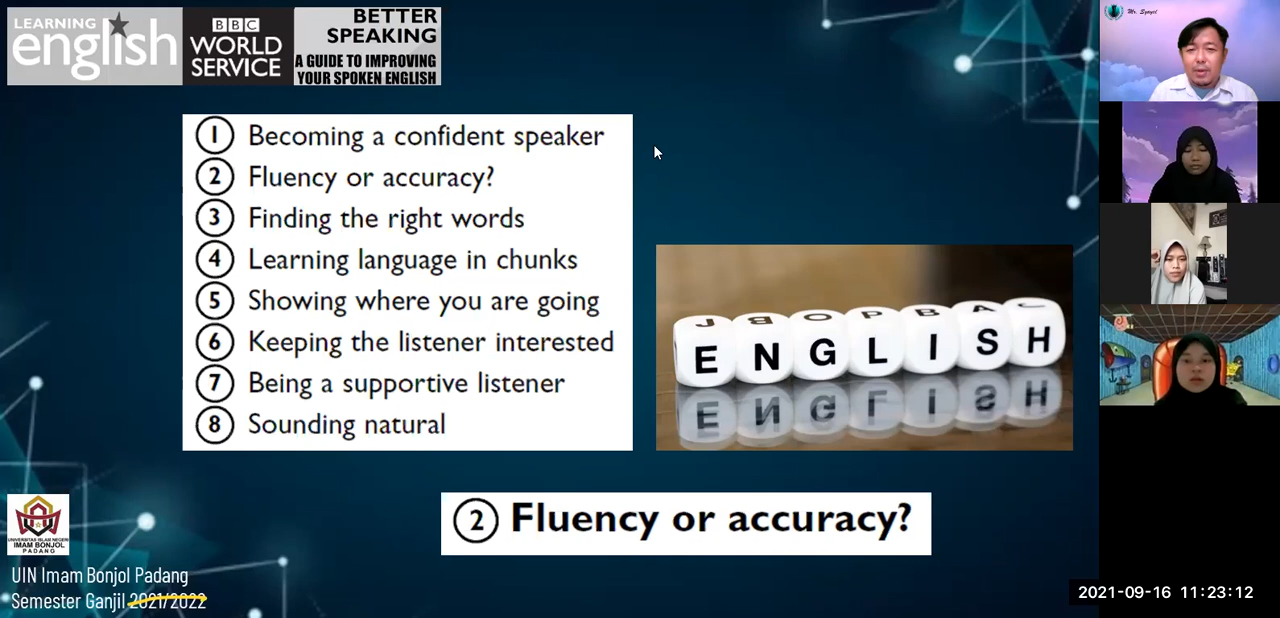 LEARNING
english
BBC
WORLD
SERVICE
BETTER
SPEAKING
A GUIDE TO IMPROVING
YOUR SPOKEN ENGLISH
1 Becoming a confident speaker
2 Fluency or accuracy?
3 Finding the right words
4 Learning language in chunks
5 Showing where you are going
6 Keeping the listener interested
7 Being a supportive listener
8 Sounding natural
ENGLISH
2 Fluency or accuracy?
UNIVERSITAS ISLAM NEGERI
IMAM BONJOL
PADANG
UIN Imam Bonjol Padang
Semester Ganjil 2021/2022
Mr. Syayid
2021-09-16 11:23:12